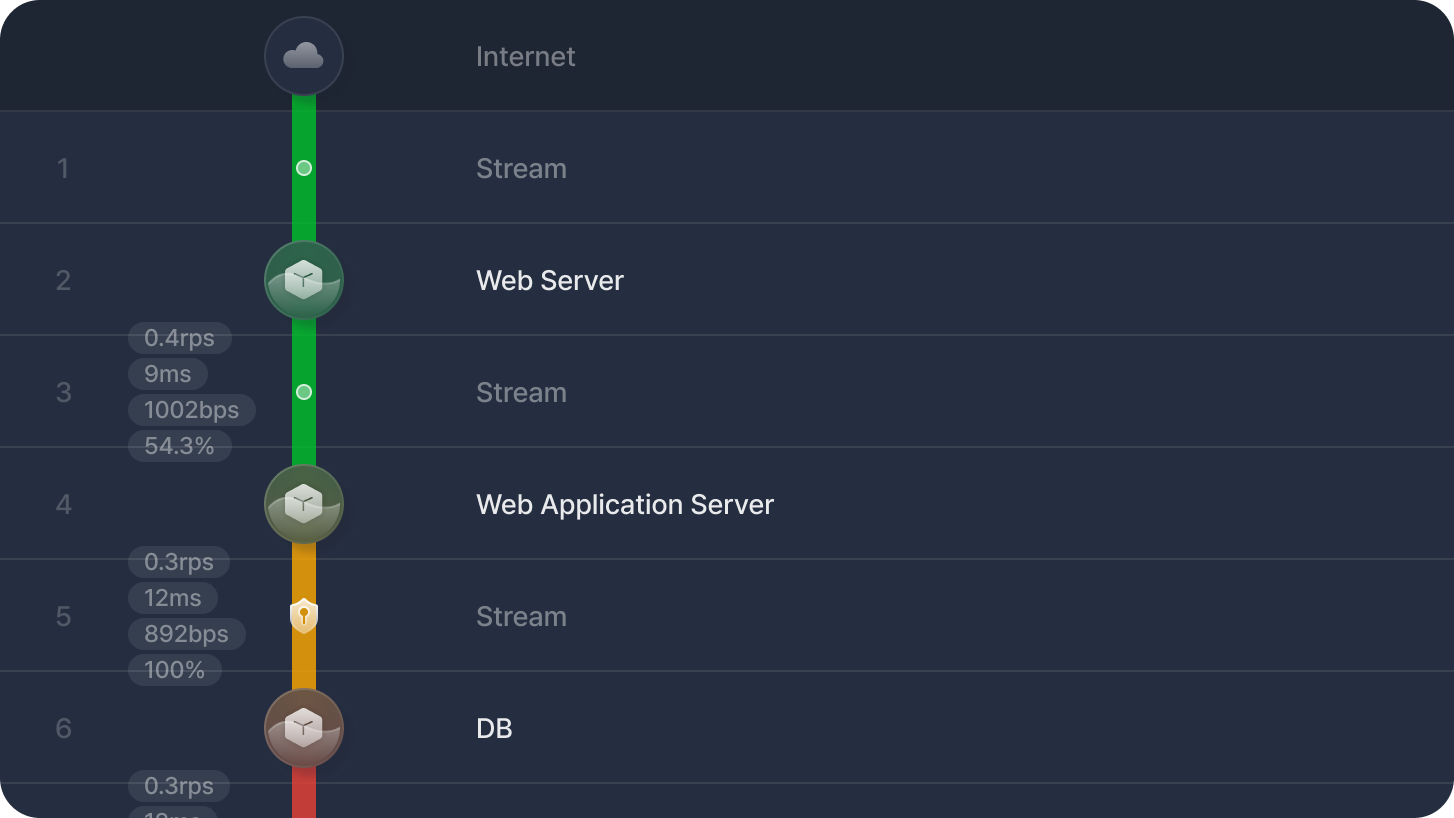 Internet
1 Stream
2 Web Server
0.4rps
9ms
3 Stream
1002bps
54.3%
4 Web Application Server
0.3rps
12ms
5 Stream
892bps
100%
6 DB
0.3rps